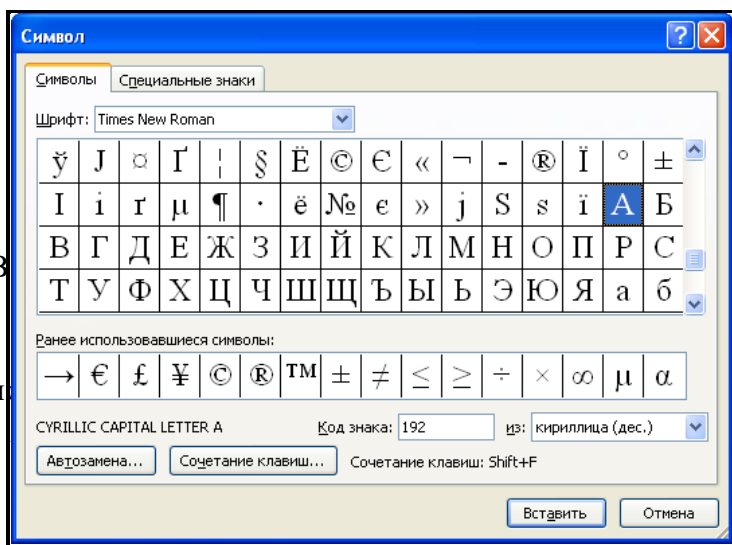 Символ
Символы Специальные знаки
Шрифт: Times New Roman
ў Ј ¤ Ґ ¦ § Ё © Є « ¬ - ® Ї ° ±
І і ґ µ ¶ · ё № є » ј Ѕ ѕ ї А Б
В Г Д Е Ж З И Й К Л М Н О П Р С
Т У Ф Х Ц Ч Ш Щ Ъ Ы Ь Э Ю Я а б
Ранее использовавшиеся символы:
→ € £ ¥ © ® ™ ± ≠ ≤ ≥ ÷ × ∞ µ α
CYRILLIC CAPITAL LETTER A Код знака: 192 из: кириллица (дес.)
Автозамена... Сочетание клавиш... Сочетание клавиш: Shift+F
Вставить Отмена